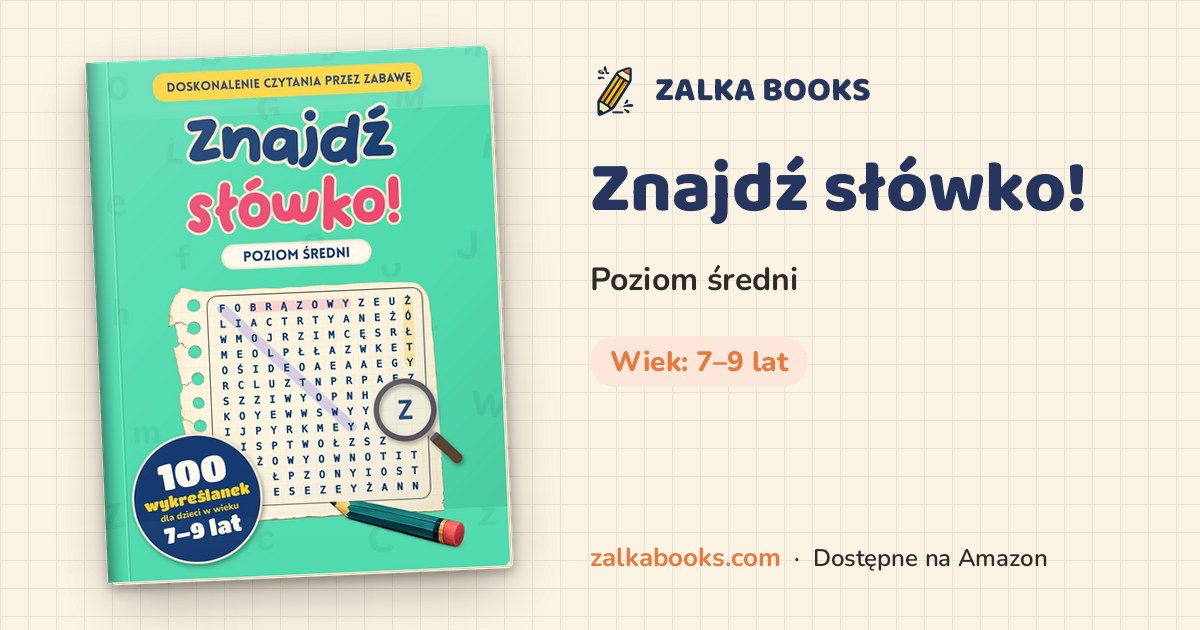 DOSKONALENIE CZYTANIA PRZEZ ZABAWĘ
Znajdź
słówko!
POZIOM ŚREDNI
F O B R Ą Z O W Y Z E U Ż
L I A C T R T Y A N E Ż Ó
W M O J R Z I M C Ę S R Ł
M E O L P Ł Ł A Z W K E T
O Ś I D E O A E A A E G Y
R C L U Z T N P R P A E Z
S Z Z I W Y O P N H
K O Y E W W S W Y Y
I J P Y R K M E Y A
I S P T W O Ł Z S Z
Ż O W Y O W N O T I T
Ł P Z O N Y I O S T
E S E Z E Y Ż A N N
Z
100
wykreślanek
dla dzieci w wieku
7–9 lat
ZALKA BOOKS
Znajdź słówko!
Poziom średni
Wiek: 7–9 lat
zalkabooks.com · Dostępne na Amazon